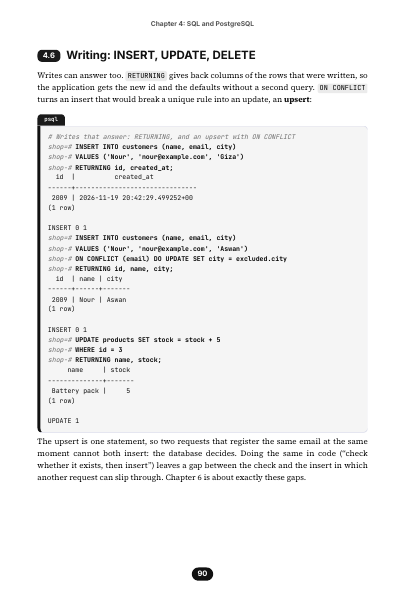 Chapter 4: SQL and PostgreSQL
4.6 Writing: INSERT, UPDATE, DELETE
Writes can answer too. RETURNING gives back columns of the rows that were written, so
the application gets the new id and the defaults without a second query. ON CONFLICT
turns an insert that would break a unique rule into an update, an upsert:
psql
# Writes that answer: RETURNING, and an upsert with ON CONFLICT
shop=# INSERT INTO customers (name, email, city)
shop-# VALUES ('Nour', 'nour@example.com', 'Giza')
shop-# RETURNING id, created_at;
  id  |          created_at
------+-------------------------------
 2009 | 2026-11-19 20:42:29.499252+00
(1 row)

INSERT 0 1
shop=# INSERT INTO customers (name, email, city)
shop-# VALUES ('Nour', 'nour@example.com', 'Aswan')
shop-# ON CONFLICT (email) DO UPDATE SET city = excluded.city
shop-# RETURNING id, name, city;
  id  | name | city
------+------+-------
 2009 | Nour | Aswan
(1 row)

INSERT 0 1
shop=# UPDATE products SET stock = stock + 5
shop-# WHERE id = 3
shop-# RETURNING name, stock;
     name     | stock
--------------+-------
 Battery pack |     5
(1 row)

UPDATE 1
The upsert is one statement, so two requests that register the same email at the same
moment cannot both insert: the database decides. Doing the same in code (“check
whether it exists, then insert”) leaves a gap between the check and the insert in which
another request can slip through. Chapter 6 is about exactly these gaps.
90